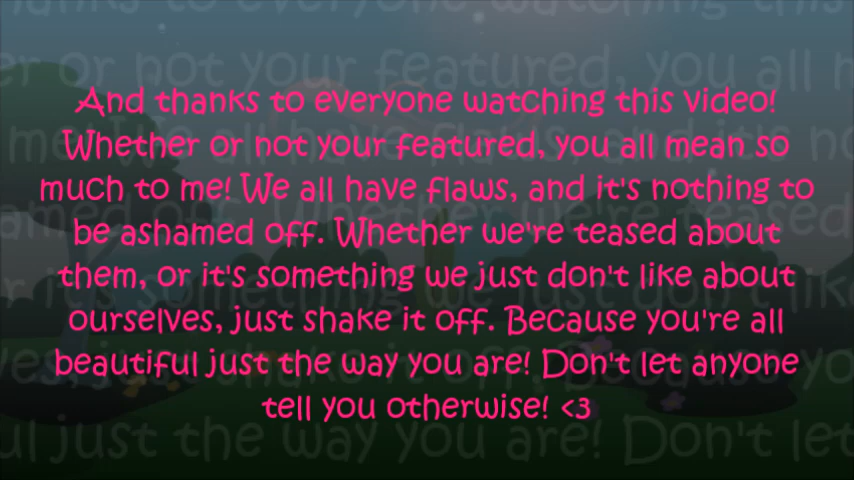 And thanks to everyone watching this video!
Whether or not your featured, you all mean so
much to me! We all have flaws, and it's nothing to
be ashamed off. Whether we're teased about
them, or it's something we just don't like about
ourselves, just shake it off. Because you're all
beautiful just the way you are! Don't let anyone
tell you otherwise! <3